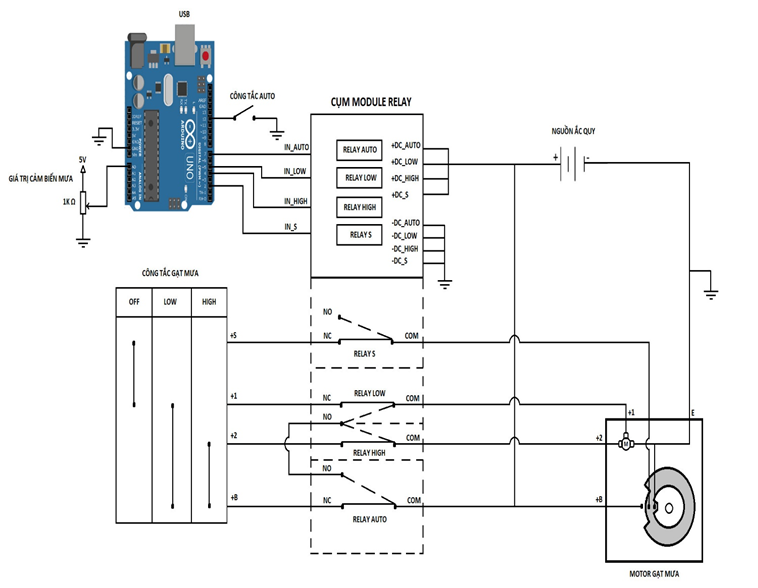 USB
CÔNG TẮC AUTO
CỤM MODULE RELAY
NGUỒN ẮC QUY
+
-
5V
GIÁ TRỊ CẢM BIẾN MƯA
1K Ω
UNO
ARDUINO
IN_AUTO
IN_LOW
IN_HIGH
IN_S
RELAY AUTO
RELAY LOW
RELAY HIGH
RELAY S
+DC_AUTO
+DC_LOW
+DC_HIGH
+DC_S
-DC_AUTO
-DC_LOW
-DC_HIGH
-DC_S
CÔNG TẮC GẠT MƯA
OFF LOW HIGH
+S
+1
+2
+B
NO
NC COM
RELAY S
RELAY LOW
NC COM
NO
COM
RELAY HIGH
NO
NC COM
RELAY AUTO
+1
E
+2
M
+B
MOTOR GẠT MƯA